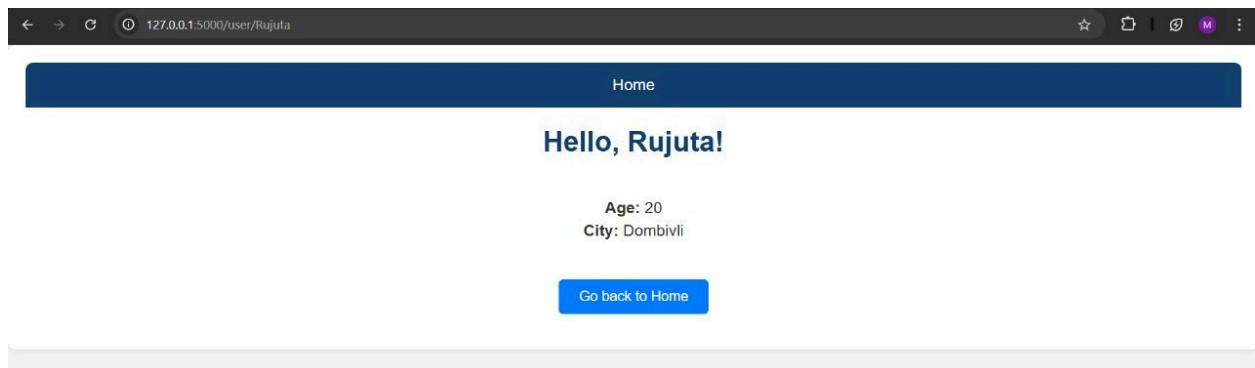 127.0.0.1:5000/user/Rujuta
M
Home
Hello, Rujuta!
Age: 20
City: Dombivli
Go back to Home